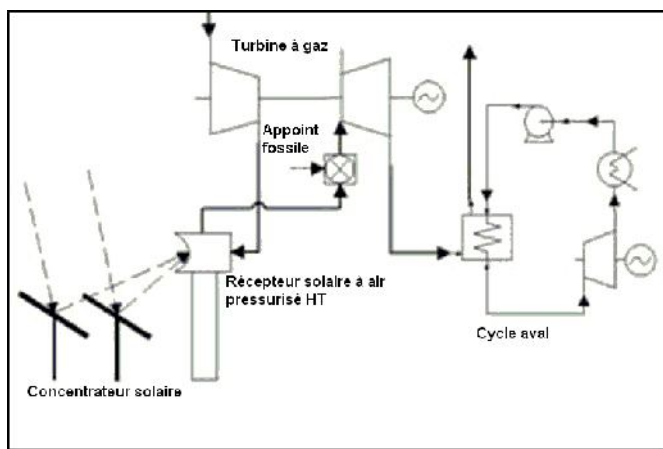 Turbine à gaz
Appoint
fossile
Récepteur solaire à air
pressurisé HT
Cycle aval
Concentrateur solaire